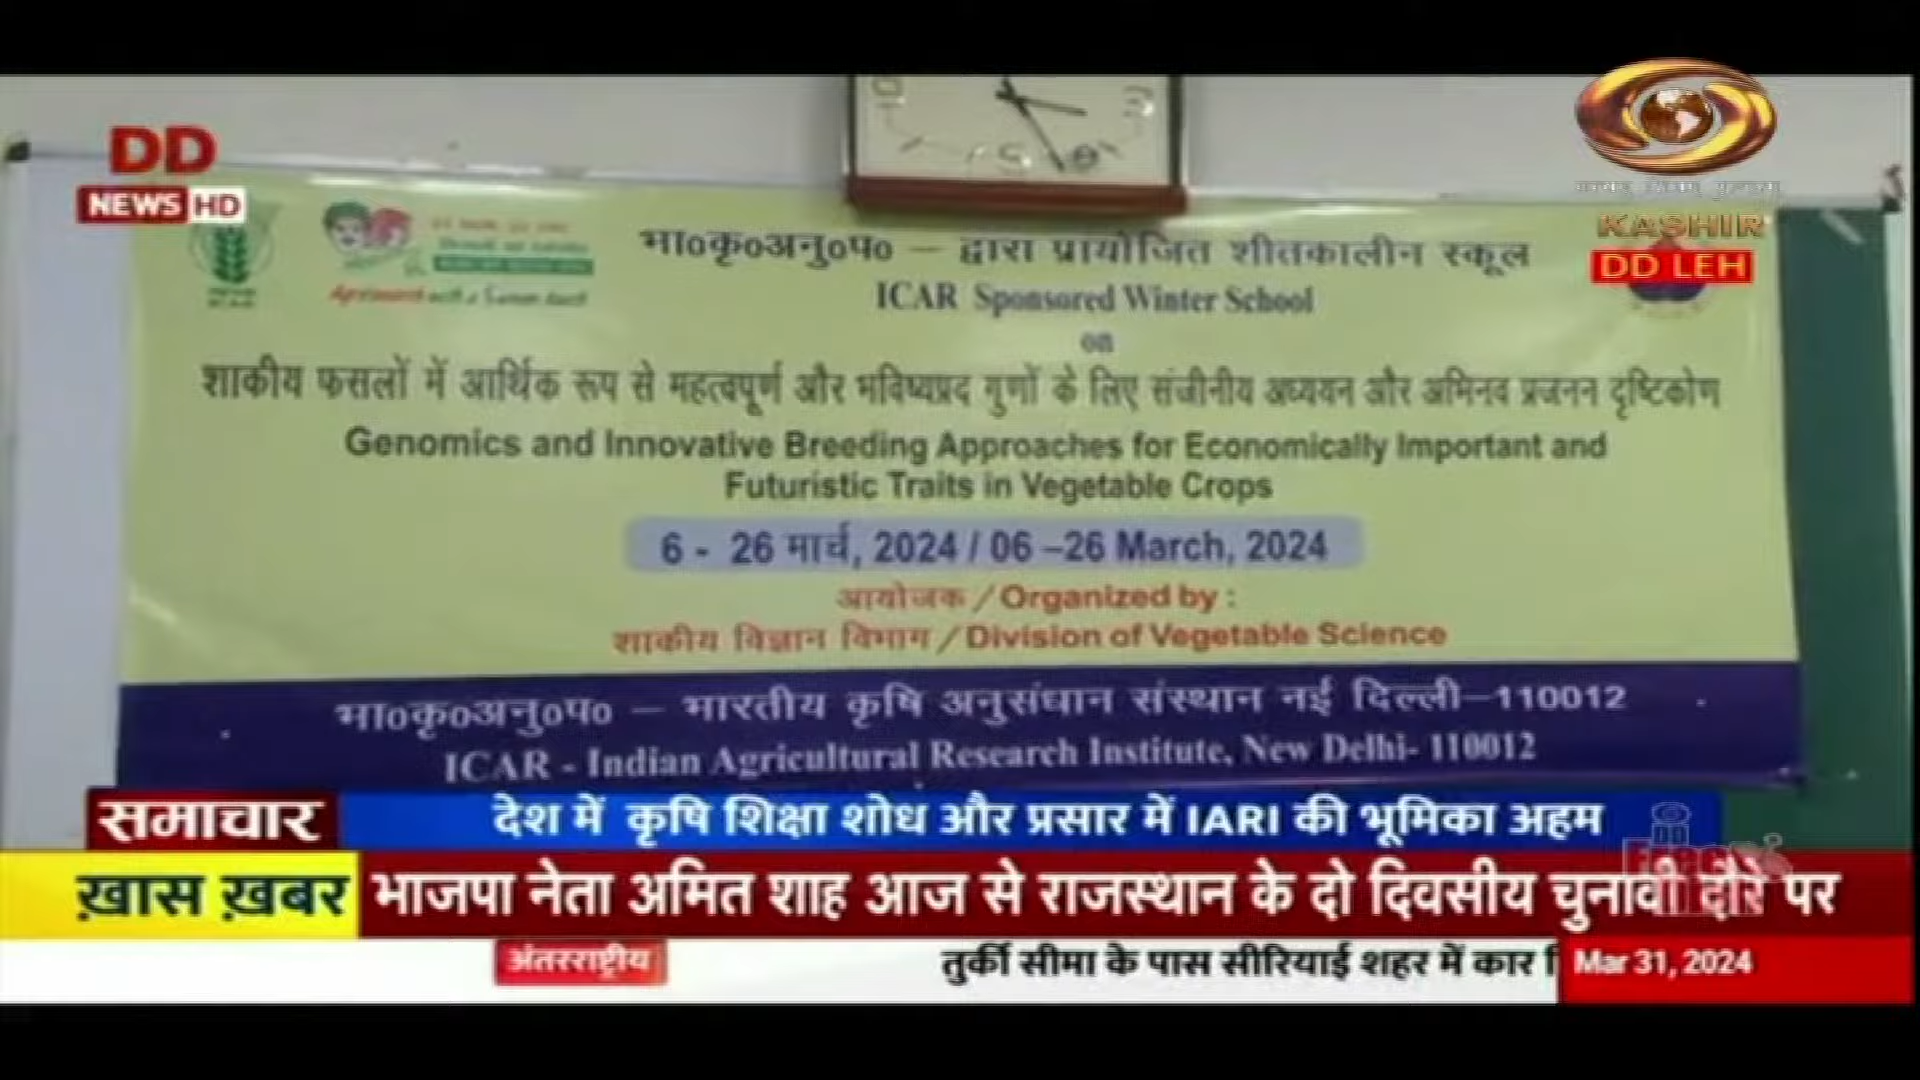 DD
NEWS HD
KASHIR
DD LEH
भा०कृ०अनु०प० – द्वारा प्रायोजित शीतकालीन स्कूल
ICAR Sponsored Winter School
on
शाकीय फसलों में आर्थिक रूप से महत्वपूर्ण और भविष्यप्रद गुणों के लिए संजीनीय अध्ययन और अभिनव प्रजनन दृष्टिकोण
Genomics and Innovative Breeding Approaches for Economically Important and
Futuristic Traits in Vegetable Crops
6 - 26 मार्च, 2024 / 06 –26 March, 2024
आयोजक / Organized by :
शाकीय विज्ञान विभाग / Division of Vegetable Science
भा०कृ०अनु०प० – भारतीय कृषि अनुसंधान संस्थान नई दिल्ली–110012
ICAR - Indian Agricultural Research Institute, New Delhi- 110012
समाचार देश में कृषि शिक्षा शोध और प्रसार में IARI की भूमिका अहम
ख़ास ख़बर भाजपा नेता अमित शाह आज से राजस्थान के दो दिवसीय चुनावी दौरे पर
अंतरराष्ट्रीय तुर्की सीमा के पास सीरियाई शहर में कार Mar 31, 2024